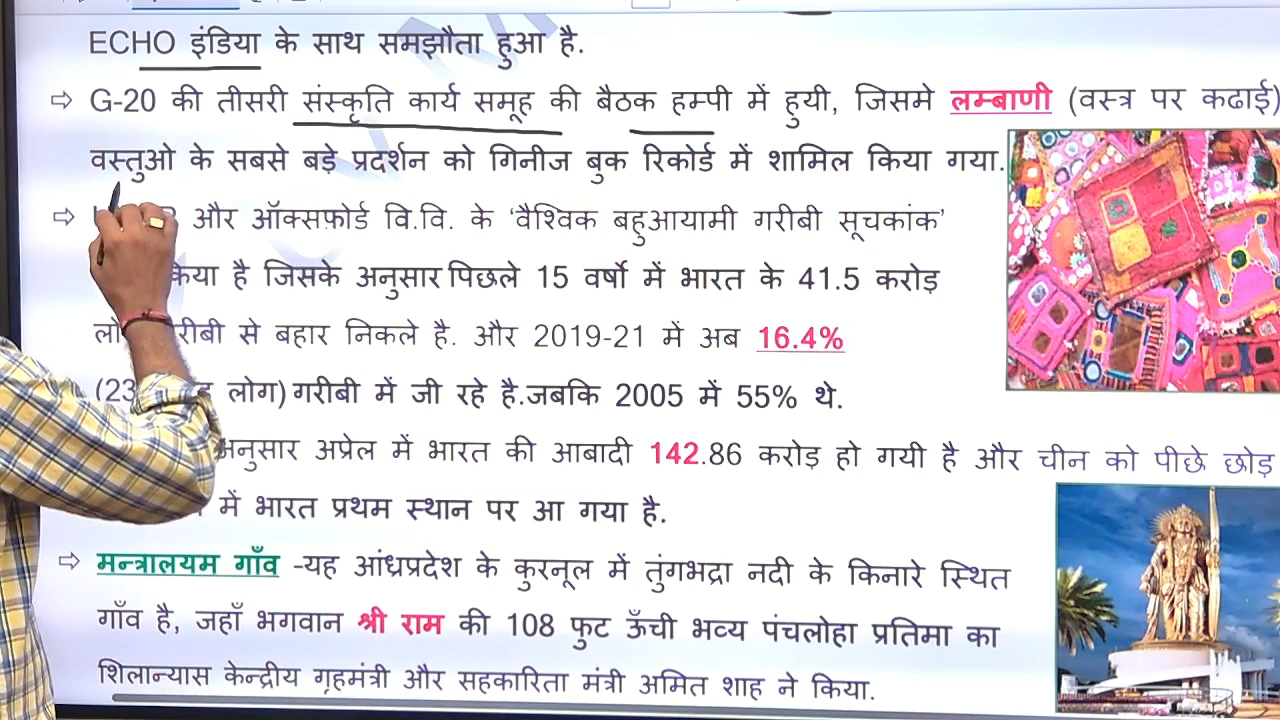 ECHO इंडिया के साथ समझौता हुआ है.
⇨ G-20 की तीसरी संस्कृति कार्य समूह की बैठक हम्पी में हुयी, जिसमे लम्बाणी (वस्त्र पर कढाई)
वस्तुओ के सबसे बड़े प्रदर्शन को गिनीज बुक रिकोर्ड में शामिल किया गया.
⇨ और ऑक्सफ़ोर्ड वि.वि. के ‘वैश्विक बहुआयामी गरीबी सूचकांक’
किया है जिसके अनुसार पिछले 15 वर्षो में भारत के 41.5 करोड़
से बहार निकले है. और 2019-21 में अब 16.4%
(23 लोग) गरीबी में जी रहे है.जबकि 2005 में 55% थे.
अनुसार अप्रेल में भारत की आबादी 142.86 करोड़ हो गयी है और चीन को पीछे छोड़
में भारत प्रथम स्थान पर आ गया है.
⇨ मन्त्रालयम गाँव -यह आंध्रप्रदेश के कुरनूल में तुंगभद्रा नदी के किनारे स्थित
गाँव है, जहाँ भगवान श्री राम की 108 फुट ऊँची भव्य पंचलोहा प्रतिमा का
शिलान्यास केन्द्रीय गृहमंत्री और सहकारिता मंत्री अमित शाह ने किया.